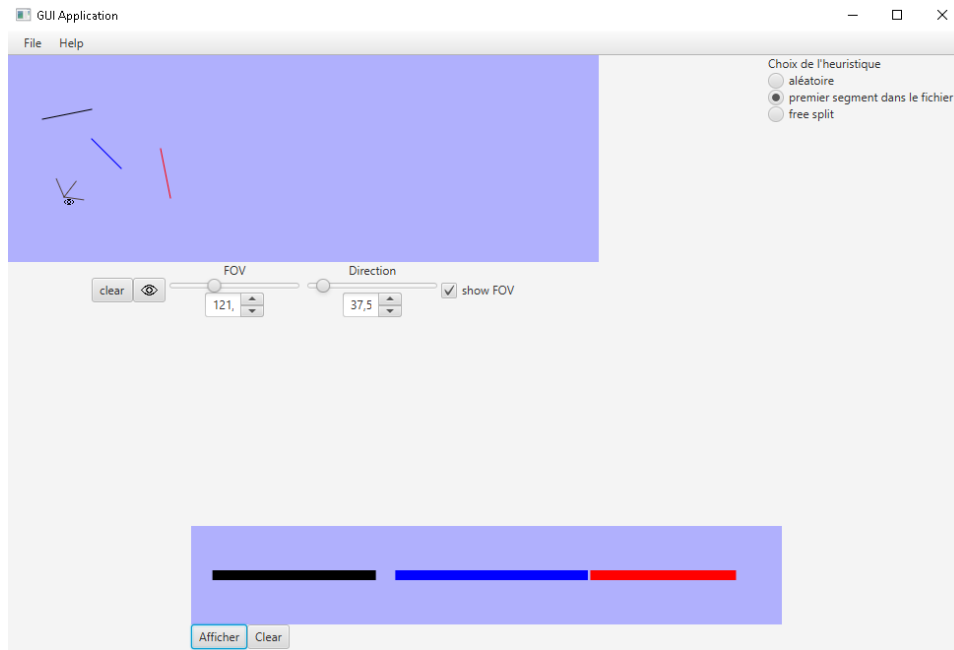 GUI Application
File Help
Choix de l'heuristique
aléatoire
premier segment dans le fichier
free split
FOV Direction
clear show FOV
121, 37,5
Afficher Clear